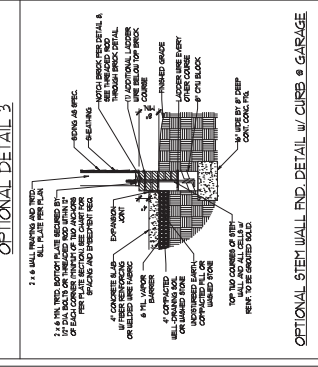 OPTIONAL DETAIL 3
2 x 6 WALL FRAMING AND TRTD.
SILL PLATE PER PLAN
2 x 6 MIN. TRTD. BOTTOM PLATE SECURED BY
1/2" DIA. BOLTS OR THREADED ROD WITHIN 12"
OF EACH CORNER MINIMUM OF TWO ANCHORS
PER PLATE SECTION. SEE CHART FOR
SPACING AND EMBEDMENT REQ.
EXPANSION
JOINT
4" CONCRETE SLAB
W/ FIBER REINFORCING
OR WELDED WIRE FABRIC
6 MIL VAPOR
BARRIER
4" COMPACTED
WELL-DRAINING SOIL
OR WASHED STONE
UNDISTURBED EARTH
COMPACTED FILL OR
WASHED STONE
TOP TWO COURSES OF STEM
WALL AND ALL CELLS W/
REINF. TO BE GROUTED SOLID.
SIDING AS SPEC.
SHEATHING
NOTCH BRICK PER DETAIL B,
SEE THREADED ROD
THROUGH BRICK DETAIL.
ADDITIONAL LADDER
WIRE BELOW TOP BRICK
COURSE
FINISHED GRADE
LADDER WIRE EVERY
OTHER COURSE
8" CMU BLOCK
16" WIDE BY 8" DEEP
CONT. CONC. FTG.
OPTIONAL STEM WALL FND. DETAIL w/ CURB @ GARAGE